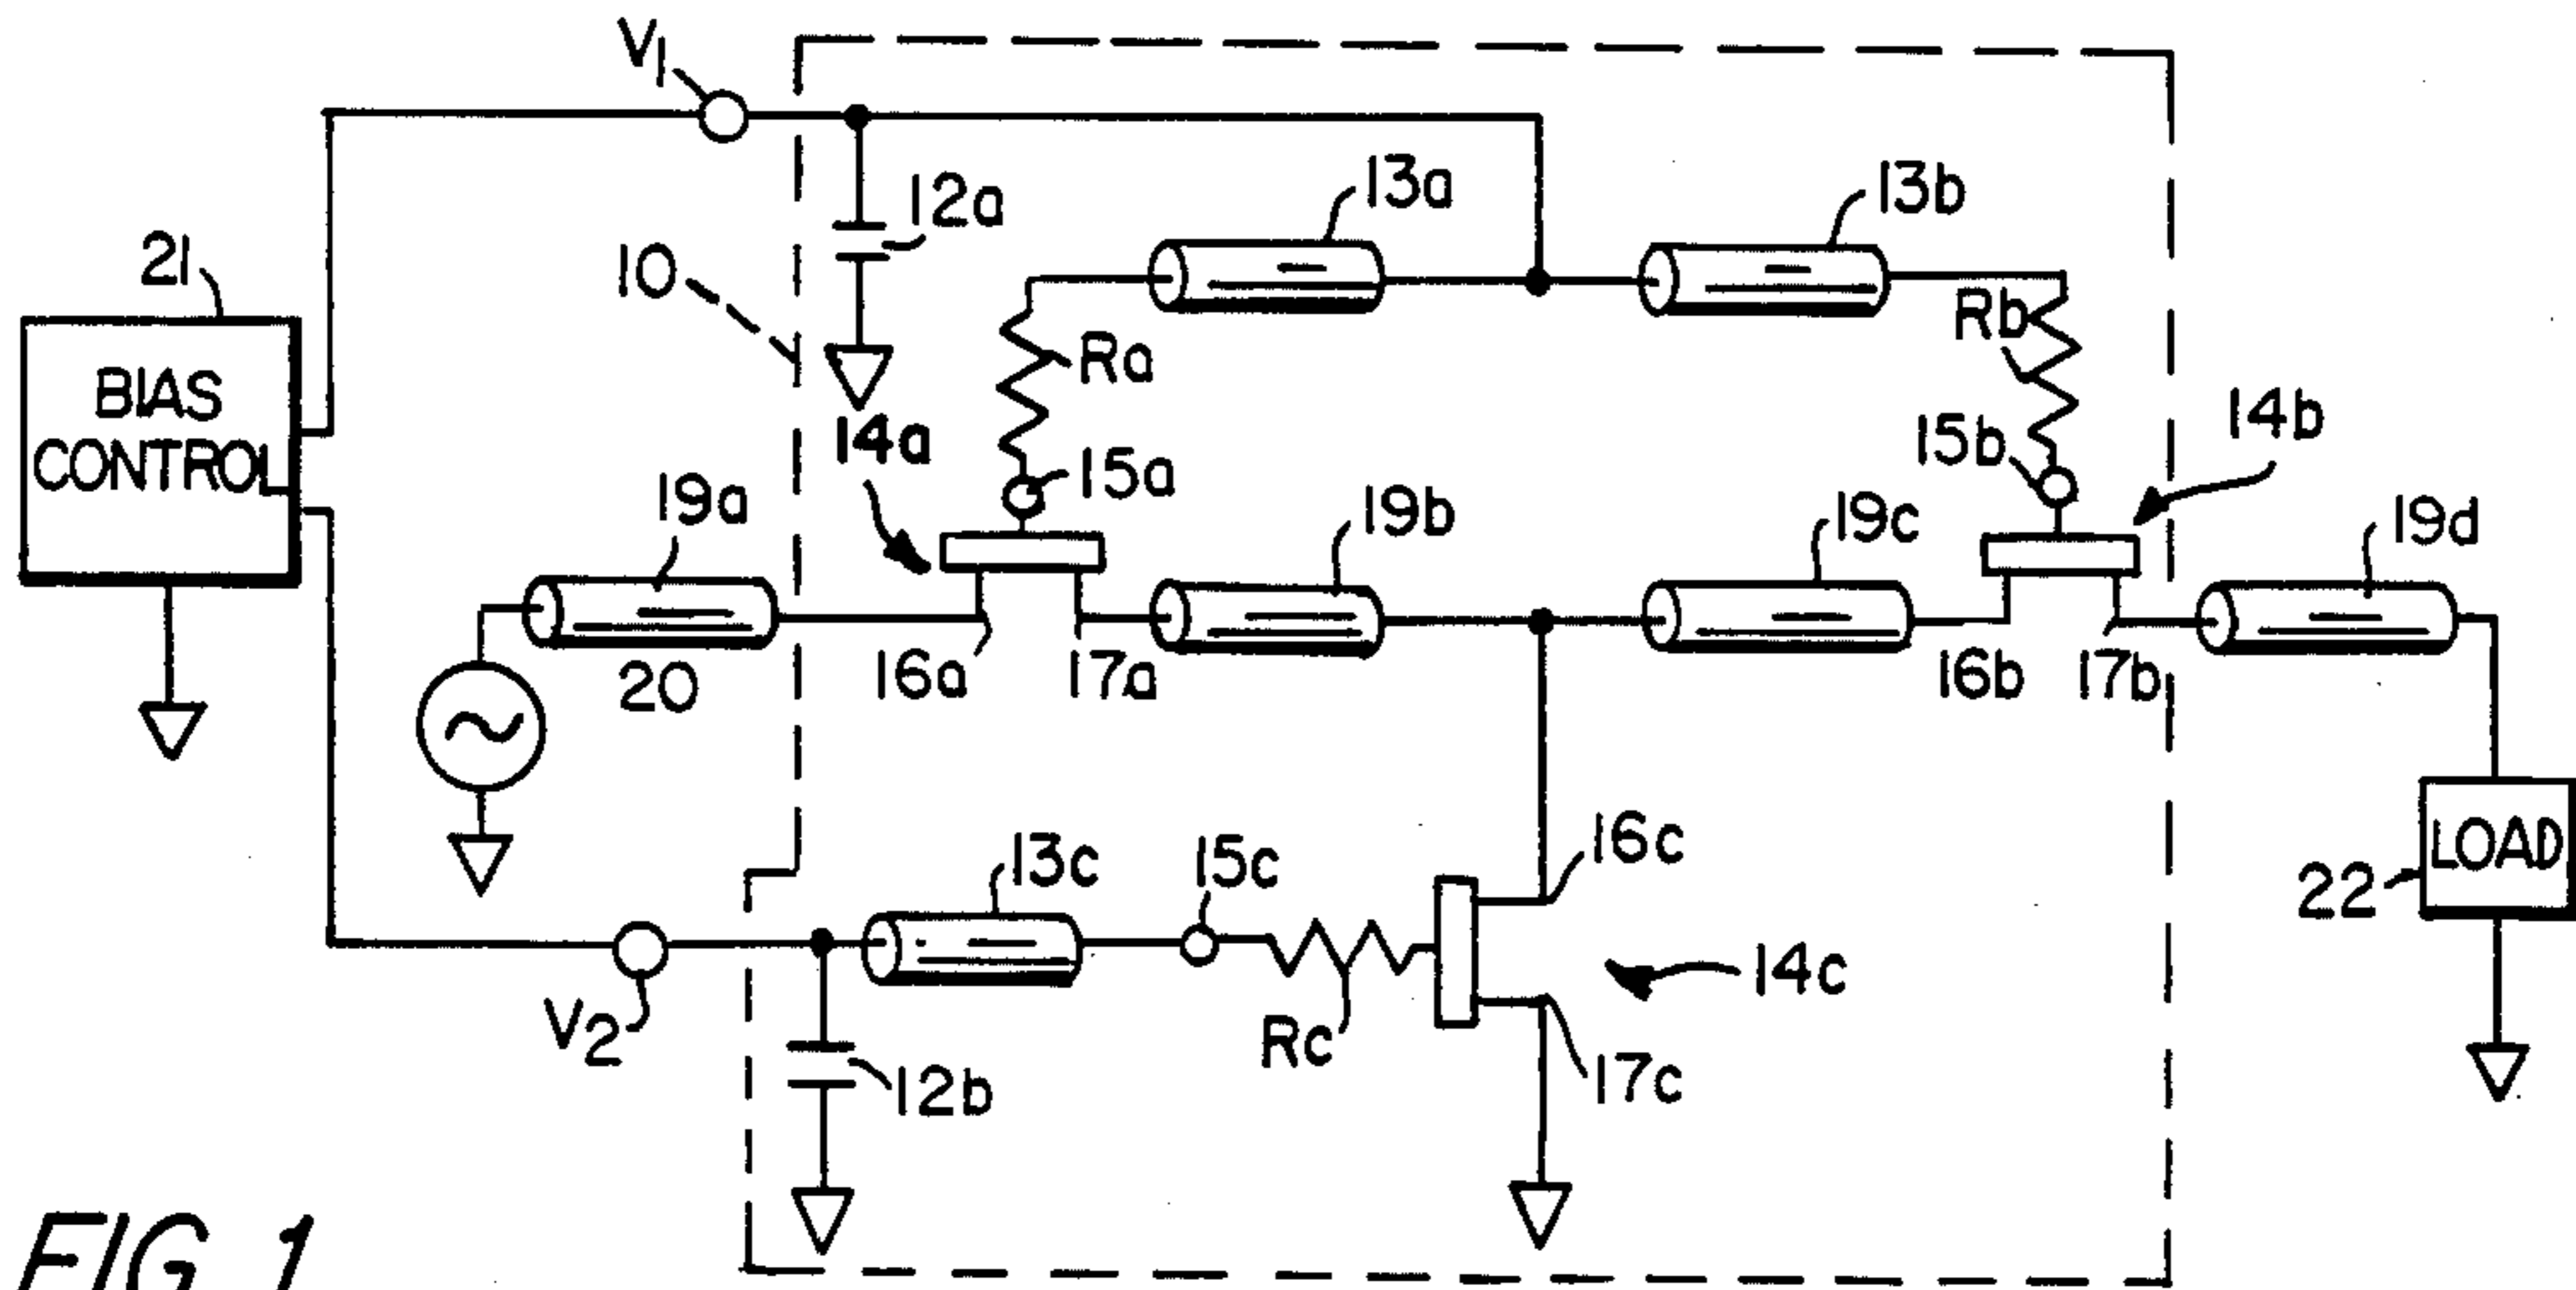 V1
12a
13a
13b
10
21
BIAS
CONTROL
Ra
Rb
14a
15a
15b
14b
19a
19b
19c
19d
20
16a
17a
16b
17b
13c
15c
16c
LOAD
22
V2
12b
Rc
14c
17c
FIG. 1